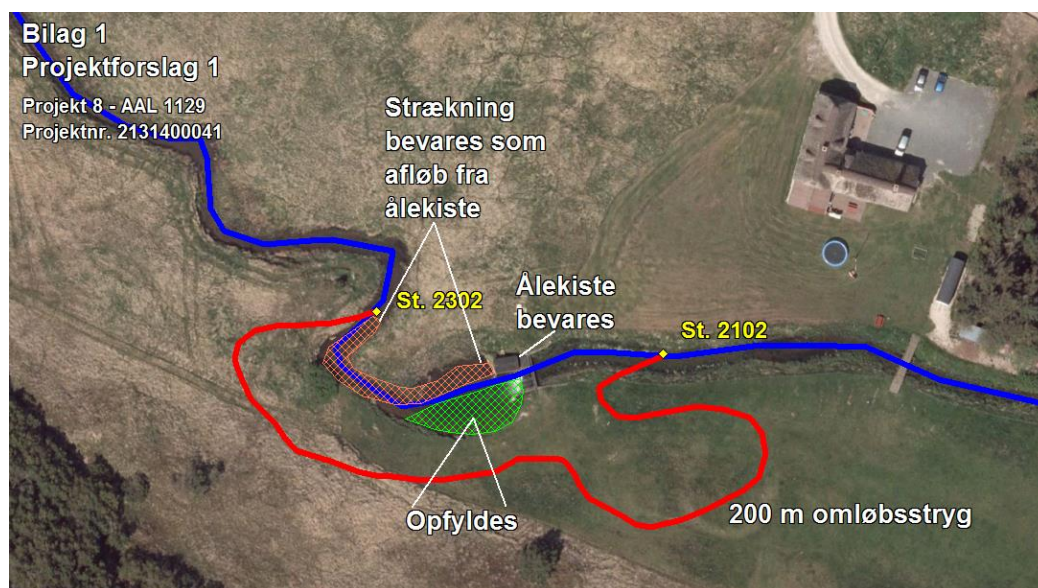 Bilag 1
Projektforslag 1
Projekt 8 - AAL 1129
Projektnr. 2131400041
Strækning
bevares som
afløb fra
ålekiste
St. 2302
Ålekiste
bevares
St. 2102
Opfyldes
200 m omløbsstryg